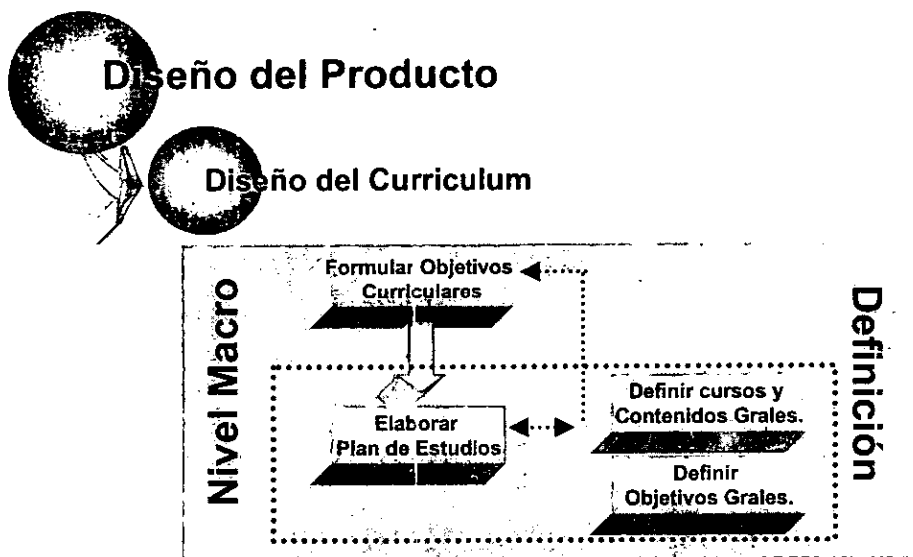 Diseño del Producto
Diseño del Curriculum
Nivel Macro
Formular Objetivos
Curriculares
Elaborar
Plan de Estudios
Definir cursos y
Contenidos Grales.
Definir
Objetivos Grales.
Definición